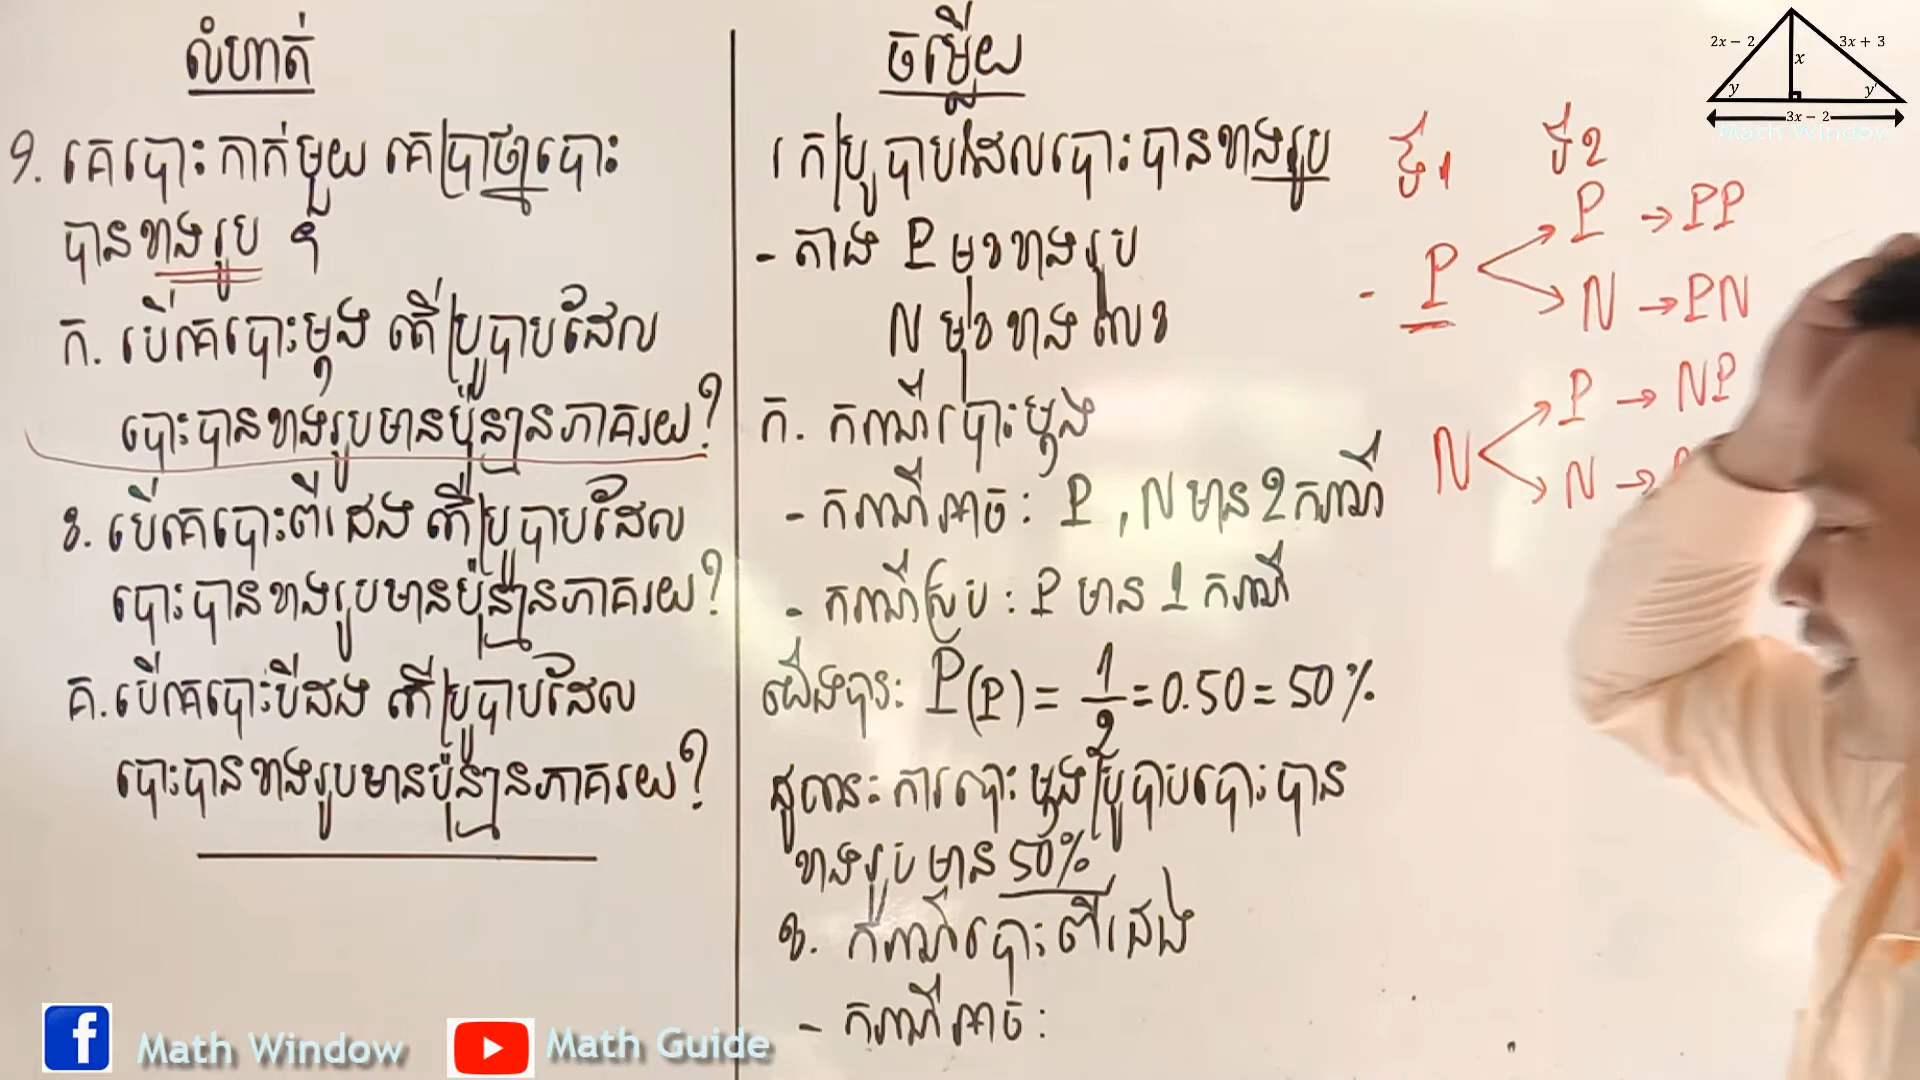 លំហាត់
១. គេបោះកាក់មួយ គេប្រាថ្នាបោះ
បានខាងរូប ។
ក. បើគេបោះម្តង តើប្រូបាបដែល
បោះបានខាងរូបមានប៉ុន្មានភាគរយ?
ខ. បើគេបោះពីរដង តើប្រូបាបដែល
បោះបានខាងរូបមានប៉ុន្មានភាគរយ?
គ. បើគេបោះបីដង តើប្រូបាបដែល
បោះបានខាងរូបមានប៉ុន្មានភាគរយ?
ចម្លើយ
រកប្រូបាបដែលបោះបានខាងរូប
- តាង P មុខខាងរូប
N មុខខាងលេខ
ក. ករណីបោះម្តង
- ករណីអាច: P , N មាន 2 ករណី
- ករណីស្រប: P មាន 1 ករណី
យើងបាន: P(P) = 1/2 = 0.50 = 50%
ដូចនេះ: ការបោះម្តងប្រូបាបបោះបាន
ខាងរូបមាន 50%
ខ. ករណីបោះពីរដង
- ករណីអាច:
ទី1 ទី2
- P
P → PP
N → PN
N
P → NP
N →
2x − 2
3x + 3
x
y
y'
3x − 2
Math Window
Math Window
Math Guide